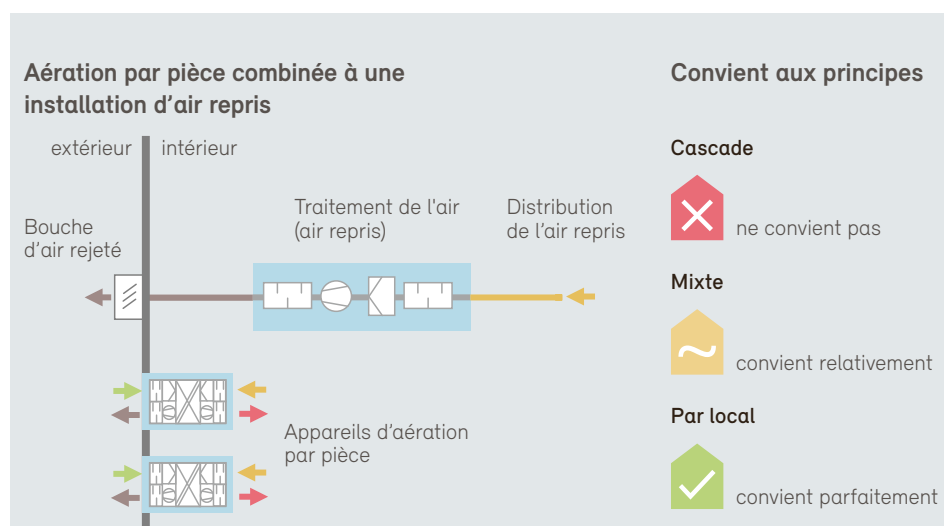 Aération par pièce combinée à une
installation d’air repris
extérieur
intérieur
Bouche
d’air rejeté
Traitement de l'air
(air repris)
Distribution
de l’air repris
Appareils d’aération
par pièce
Convient aux principes
Cascade
ne convient pas
Mixte
convient relativement
Par local
convient parfaitement